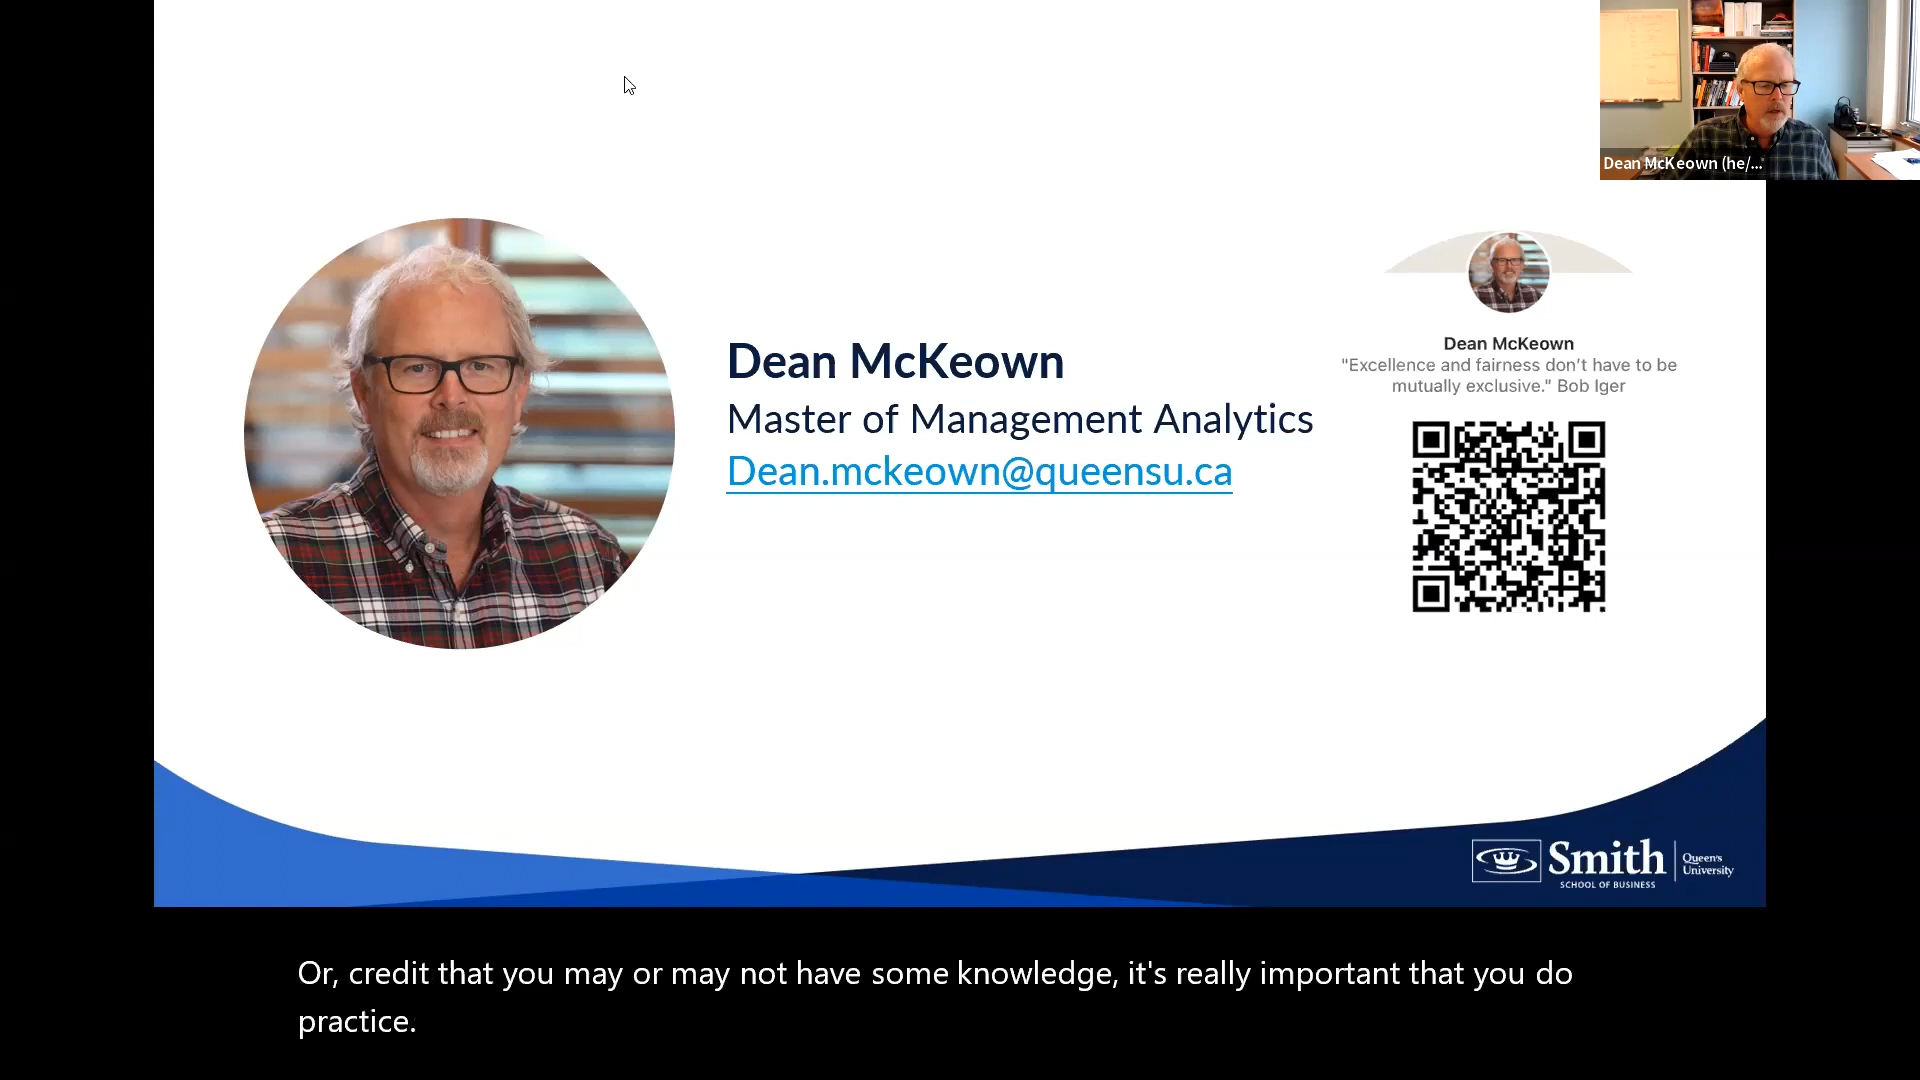 Dean McKeown (he/...
Dean McKeown
Master of Management Analytics
Dean.mckeown@queensu.ca
Dean McKeown
"Excellence and fairness don’t have to be
mutually exclusive." Bob Iger
Smith
SCHOOL OF BUSINESS
Queen's
University
Or, credit that you may or may not have some knowledge, it's really important that you do
practice.